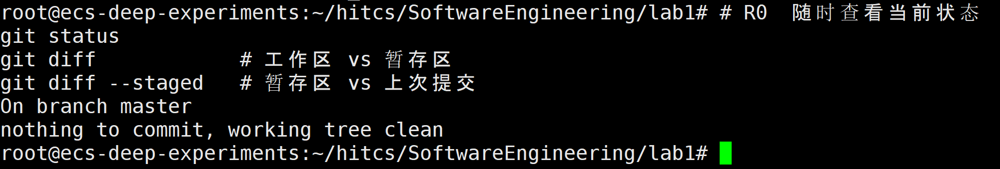 root@ecs-deep-experiments:~/hitcs/SoftwareEngineering/lab1# # R0  随时查看当前状态
git status
git diff            # 工作区 vs 暂存区
git diff --staged   # 暂存区 vs 上次提交
On branch master
nothing to commit, working tree clean
root@ecs-deep-experiments:~/hitcs/SoftwareEngineering/lab1#